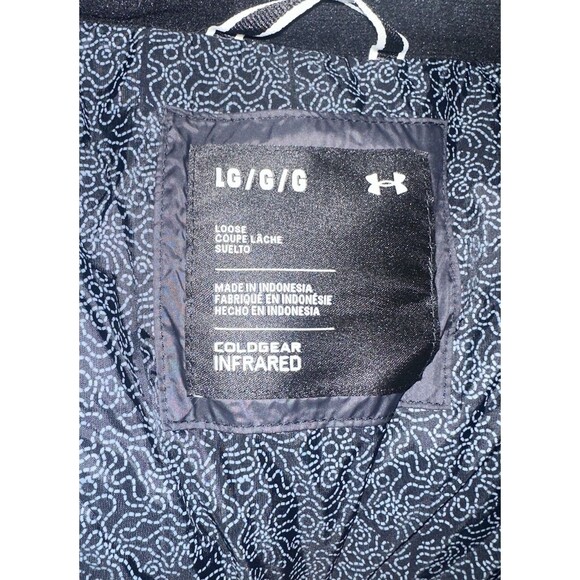 LG/G/G
LOOSE
COUPE LÂCHE
SUELTO
MADE IN INDONESIA
FABRIQUÉ EN INDONÉSIE
HECHO EN INDONESIA
COLDGEAR
INFRARED